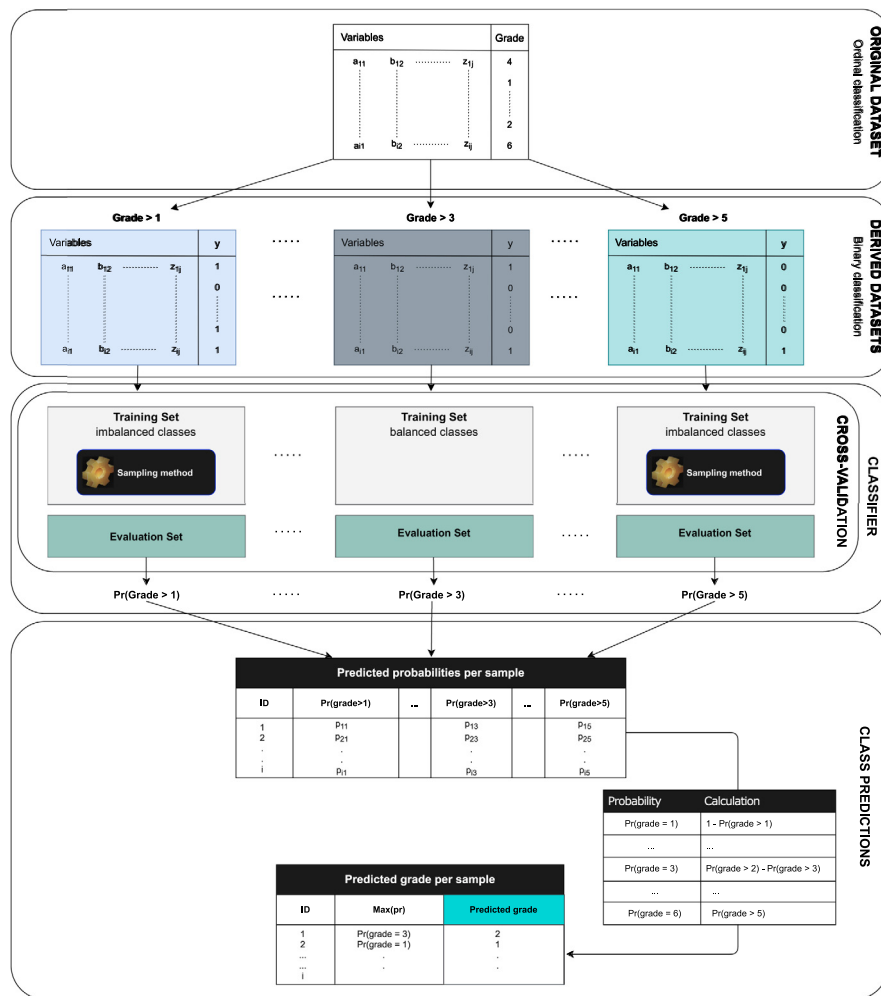 Variables Grade
a11 b12 ........... z1j 4
1
2
ai1 bi2 ........... zij 6
ORIGINAL DATASET
Ordinal classification
Grade > 1 Grade > 3 Grade > 5
Variables y ..... Variables y ..... Variables y
a11 b12 ........... z1j 1 a11 b12 ........... z1j 1 a11 b12 ........... z1j 0
0 0 0
..... .....
1 0 0
ai1 bi2 ........... zij 1 ai1 bi2 ........... zij 1 ai1 bi2 ........... zij 1
DERIVED DATASETS
Binary classification
Training Set Training Set Training Set
imbalanced classes balanced classes imbalanced classes
..... .....
Sampling method Sampling method
Evaluation Set ..... Evaluation Set ..... Evaluation Set
CROSS-VALIDATION
CLASSIFIER
Pr(Grade > 1) ..... Pr(Grade > 3) ..... Pr(Grade > 5)
Predicted probabilities per sample
ID Pr(grade>1) ... Pr(grade>3) ... Pr(grade>5)
1 p11 p13 p15
2 p21 p23 p25
. . . .
. . . .
i pi1 pi3 pi5
Probability Calculation
Pr(grade = 1) 1 - Pr(grade > 1)
... ...
Pr(grade = 3) Pr(grade > 2) - Pr(grade > 3)
... ...
Pr(grade = 6) Pr(grade > 5)
Predicted grade per sample
ID Max(pr) Predicted grade
1 Pr(grade = 3) 2
2 Pr(grade = 1) 1
... . .
... . .
i
CLASS PREDICTIONS